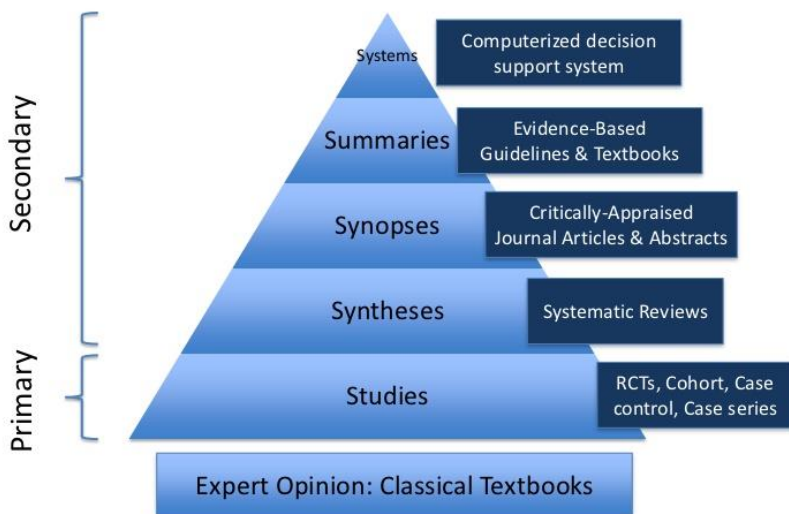 Secondary
Primary
Systems
Computerized decision
support system
Summaries
Evidence-Based
Guidelines & Textbooks
Synopses
Critically-Appraised
Journal Articles & Abstracts
Syntheses
Systematic Reviews
Studies
RCTs, Cohort, Case
control, Case series
Expert Opinion: Classical Textbooks